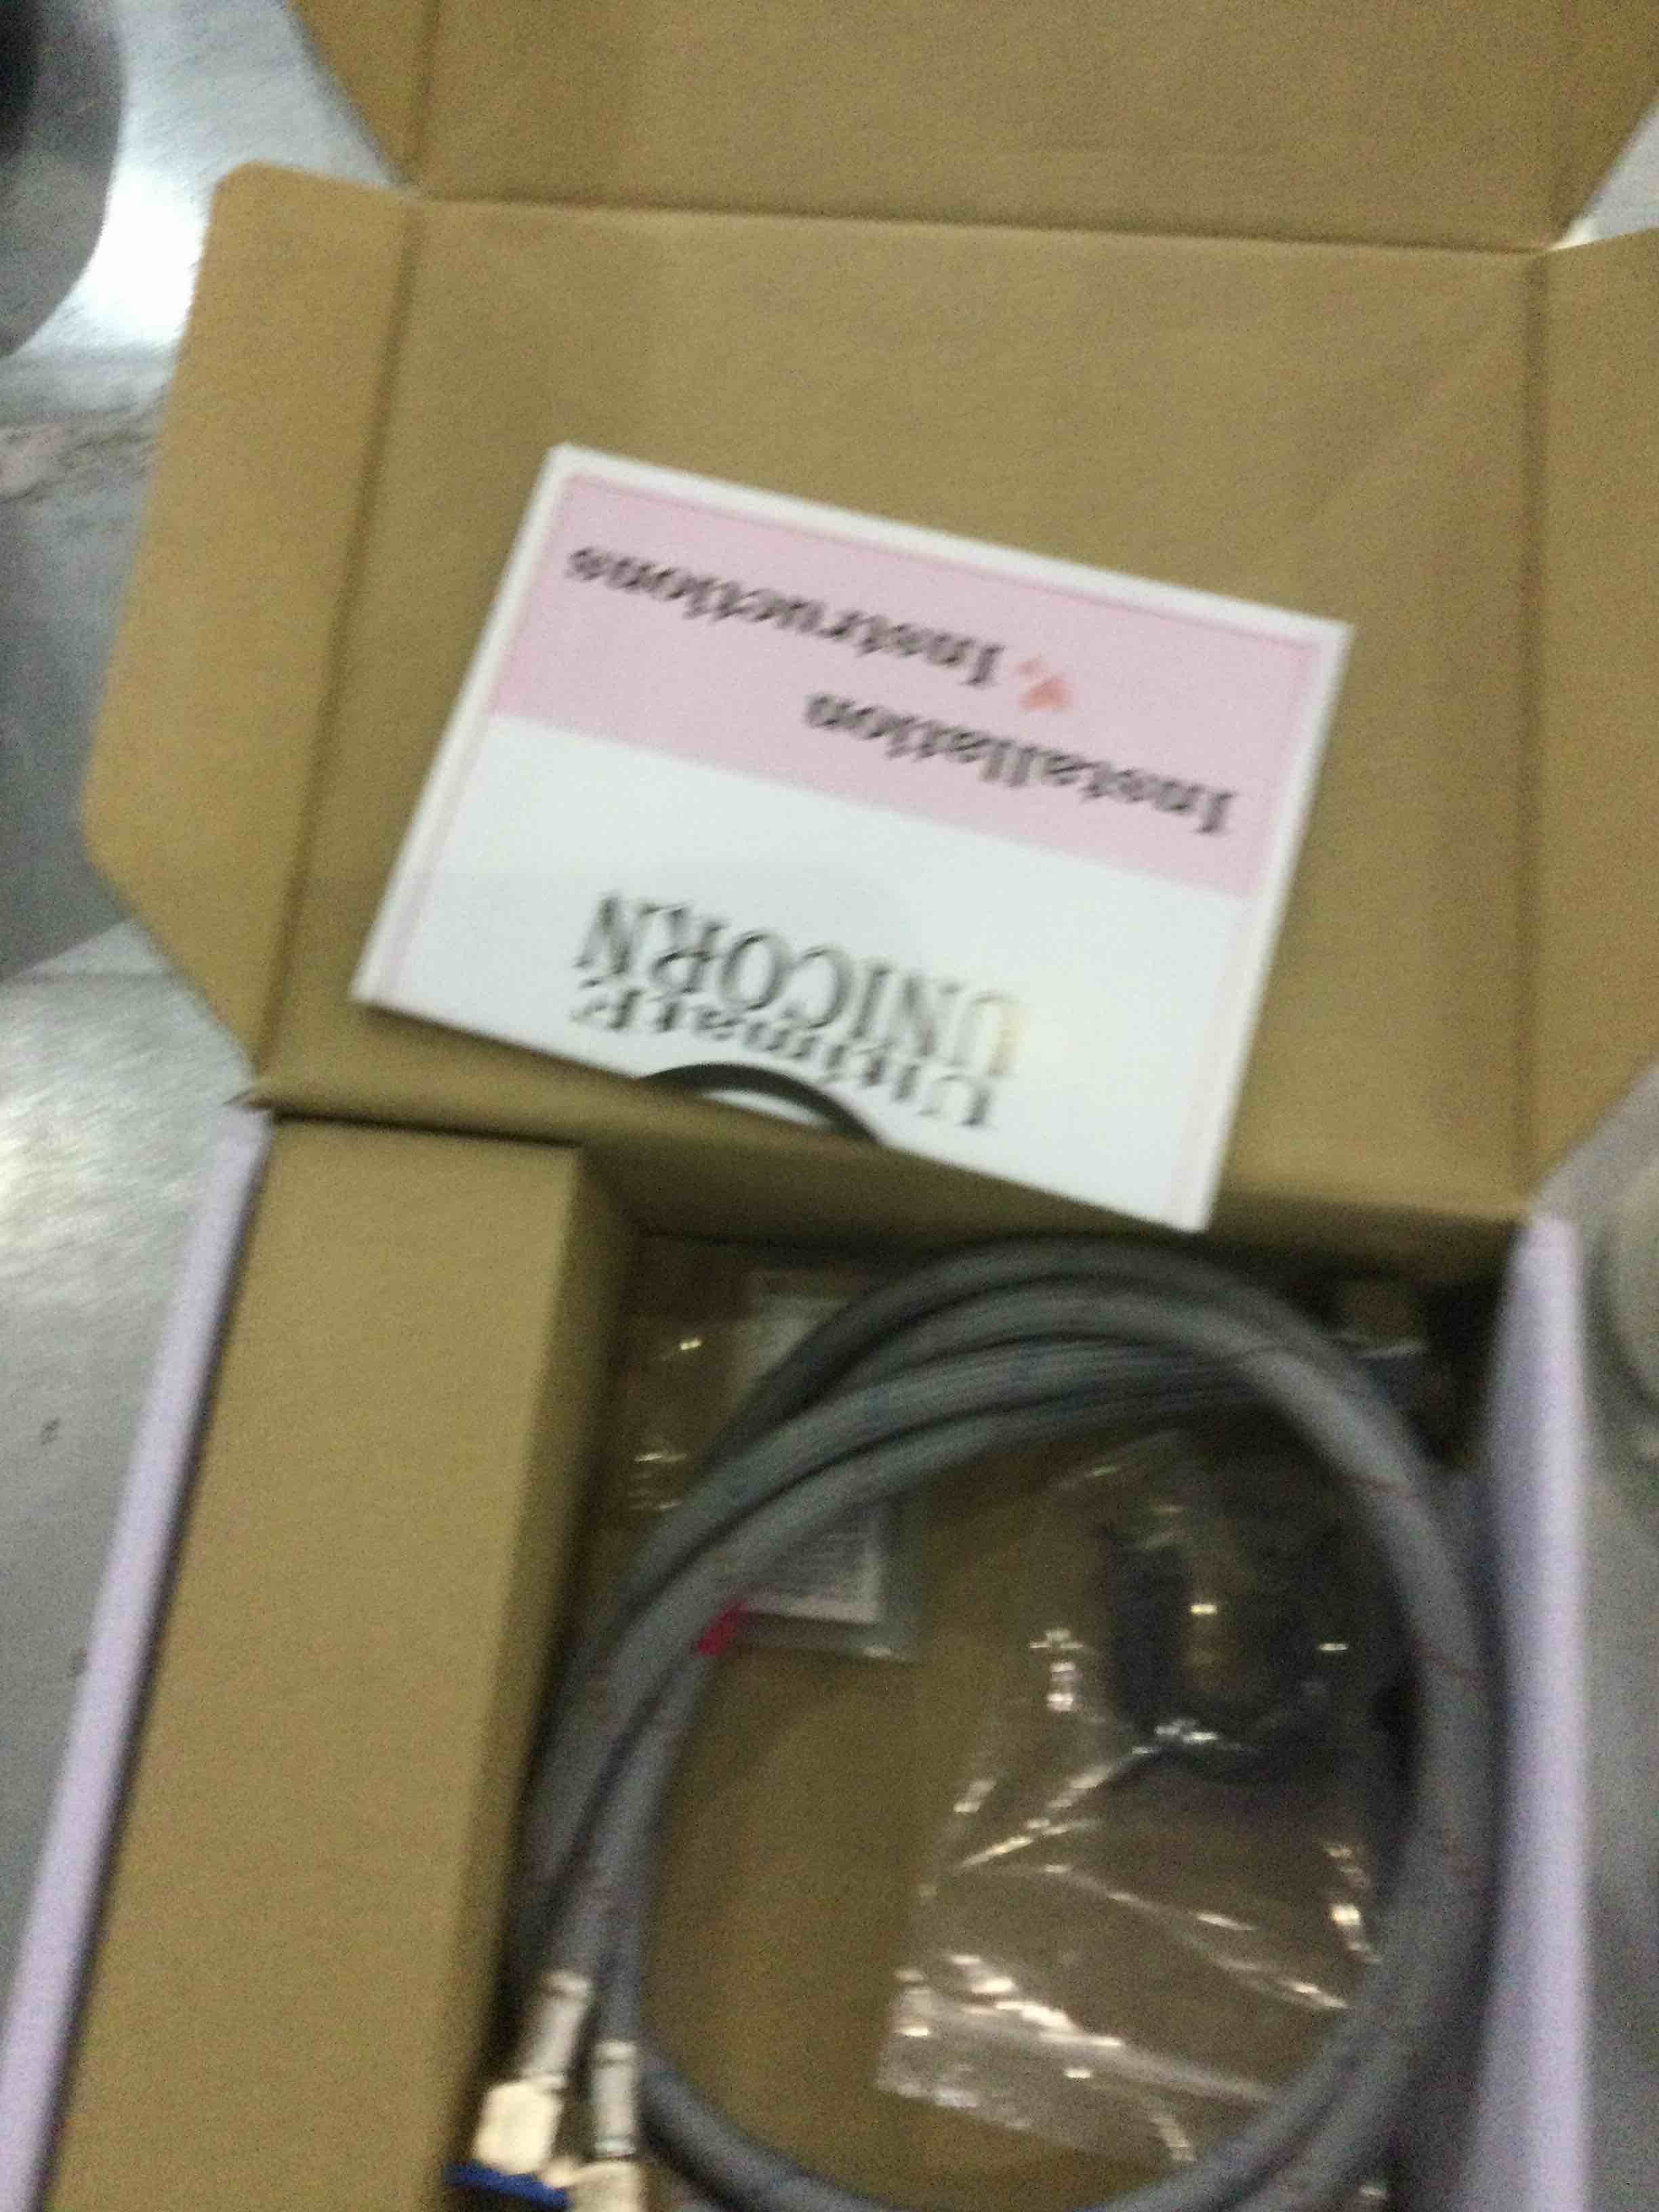 Ultimate
UNICORN
Installation
Instructions